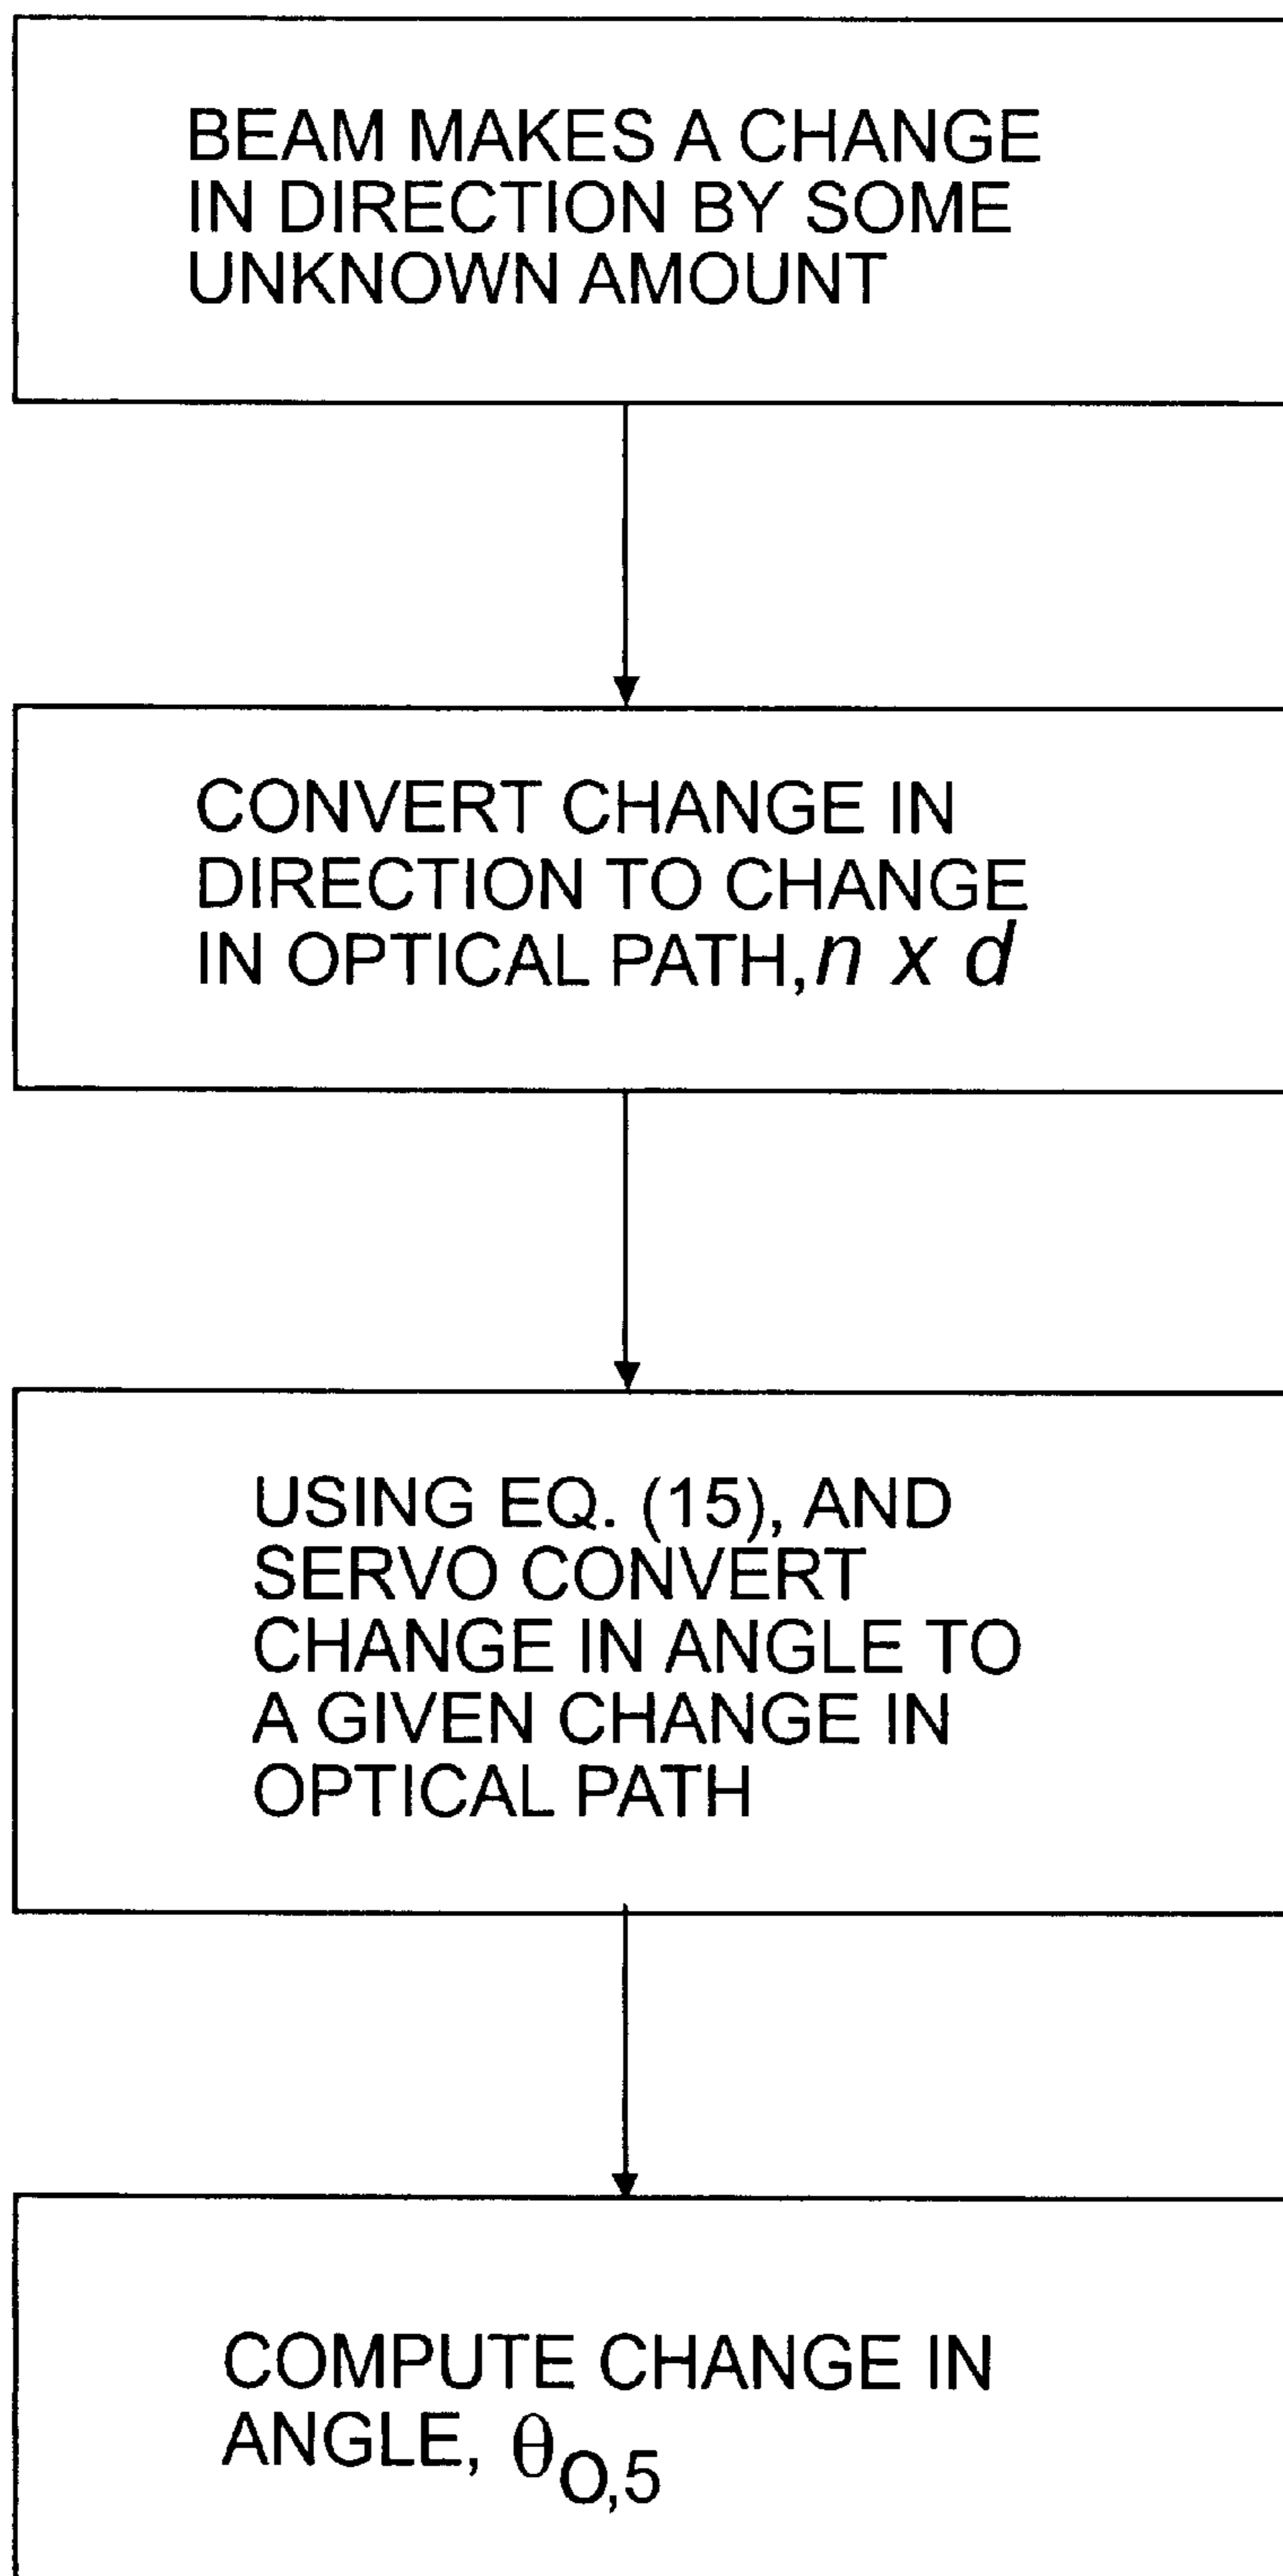 BEAM MAKES A CHANGE
IN DIRECTION BY SOME
UNKNOWN AMOUNT
CONVERT CHANGE IN
DIRECTION TO CHANGE
IN OPTICAL PATH, n x d
USING EQ. (15), AND
SERVO CONVERT
CHANGE IN ANGLE TO
A GIVEN CHANGE IN
OPTICAL PATH
COMPUTE CHANGE IN
ANGLE, θO,5